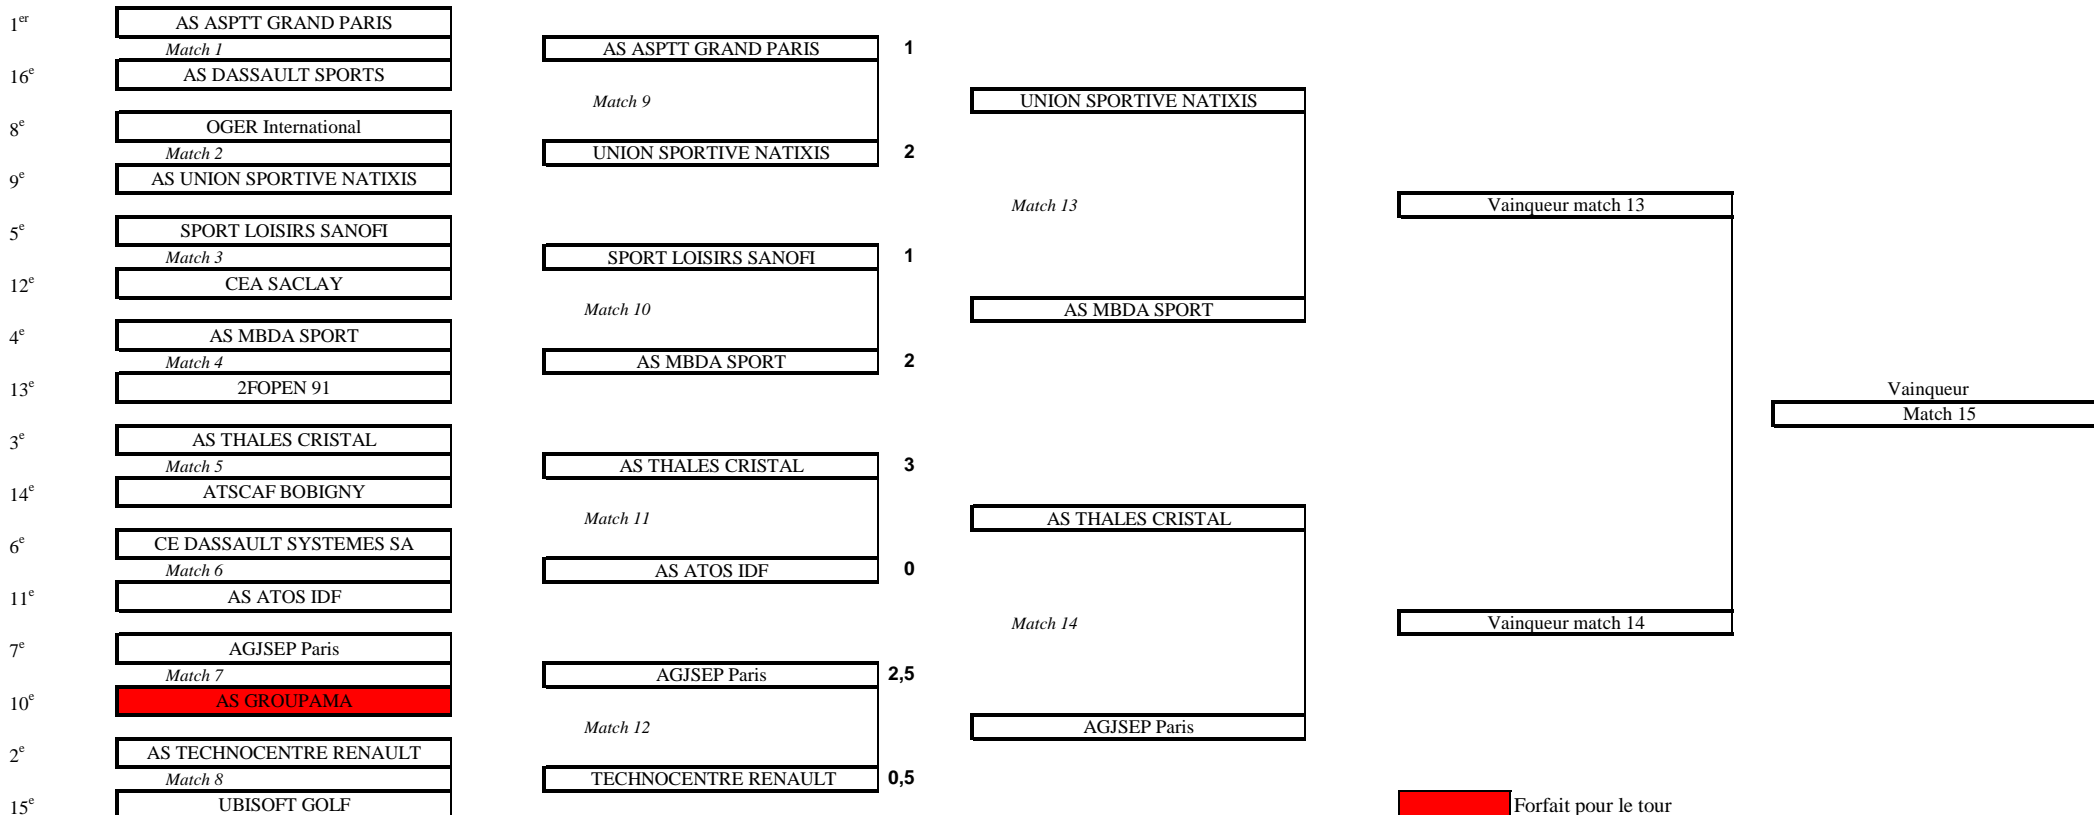 1er AS ASPTT GRAND PARIS
Match 1
16e AS DASSAULT SPORTS
8e OGER International
Match 2
9e AS UNION SPORTIVE NATIXIS
5e SPORT LOISIRS SANOFI
Match 3
12e CEA SACLAY
4e AS MBDA SPORT
Match 4
13e 2FOPEN 91
3e AS THALES CRISTAL
Match 5
14e ATSCAF BOBIGNY
6e CE DASSAULT SYSTEMES SA
Match 6
11e AS ATOS IDF
7e AGJSEP Paris
Match 7
10e AS GROUPAMA
2e AS TECHNOCENTRE RENAULT
Match 8
15e UBISOFT GOLF
AS ASPTT GRAND PARIS 1
Match 9
UNION SPORTIVE NATIXIS 2
SPORT LOISIRS SANOFI 1
Match 10
AS MBDA SPORT 2
AS THALES CRISTAL 3
Match 11
AS ATOS IDF 0
AGJSEP Paris 2,5
Match 12
TECHNOCENTRE RENAULT 0,5
UNION SPORTIVE NATIXIS
Match 13
AS MBDA SPORT
AS THALES CRISTAL
Match 14
AGJSEP Paris
Vainqueur match 13
Vainqueur match 14
Vainqueur
Match 15
Forfait pour le tour